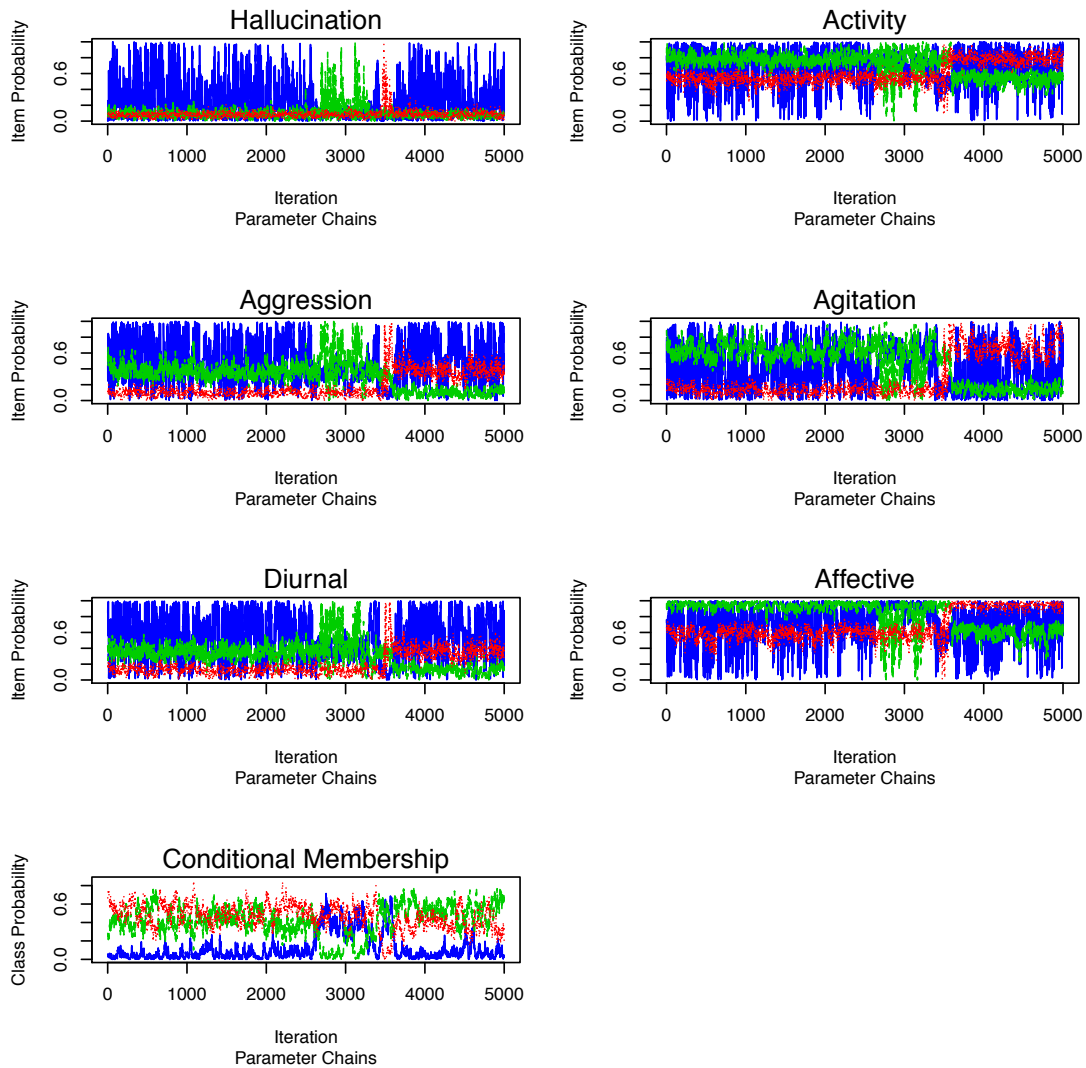 Hallucination
Item Probability
0.0 0.6
0 1000 2000 3000 4000 5000
Iteration
Parameter Chains
Activity
Item Probability
0.0 0.6
0 1000 2000 3000 4000 5000
Iteration
Parameter Chains
Aggression
Item Probability
0.0 0.6
0 1000 2000 3000 4000 5000
Iteration
Parameter Chains
Agitation
Item Probability
0.0 0.6
0 1000 2000 3000 4000 5000
Iteration
Parameter Chains
Diurnal
Item Probability
0.0 0.6
0 1000 2000 3000 4000 5000
Iteration
Parameter Chains
Affective
Item Probability
0.0 0.6
0 1000 2000 3000 4000 5000
Iteration
Parameter Chains
Conditional Membership
Class Probability
0.0 0.6
0 1000 2000 3000 4000 5000
Iteration
Parameter Chains